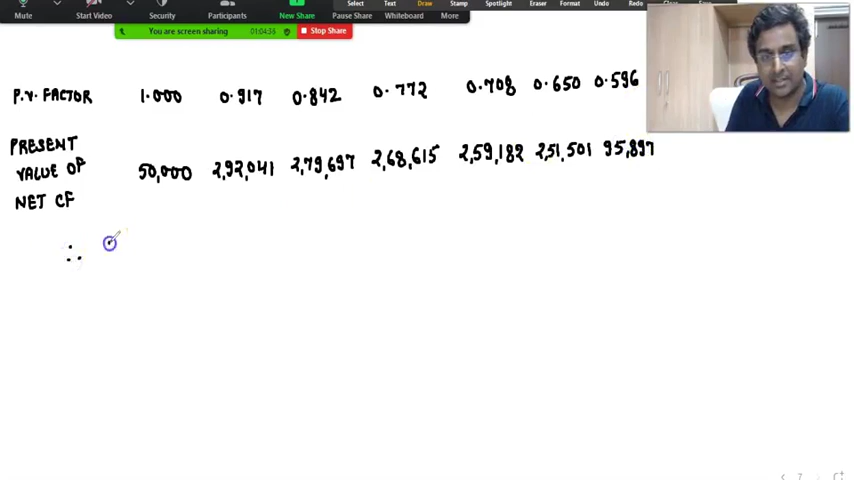 Mute Start Video Security Participants New Share Pause Share Whiteboard More
Select Text Draw Stamp Spotlight Eraser Format Undo Redo
You are screen sharing 01:04:36 Stop Share
P.V. FACTOR 1.000 0.917 0.842 0.772 0.708 0.650 0.596
PRESENT
VALUE OF 50,000 2,92,041 2,79,697 2,68,615 2,59,182 2,51,501 95,897
NET CF
∴
7